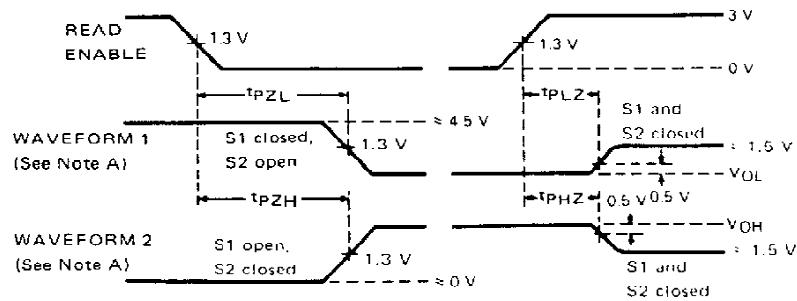 READ
ENABLE
1.3 V
1.3 V
3 V
0 V
tPZL
tPLZ
WAVEFORM 1
(See Note A)
S1 closed,
S2 open
1.3 V
≈ 4.5 V
S1 and
S2 closed
≈ 1.5 V
VOL
0.5 V
tPZH
tPHZ
0.5 V
VOH
WAVEFORM 2
(See Note A)
S1 open,
S2 closed
1.3 V
≈ 0 V
≈ 1.5 V
S1 and
S2 closed